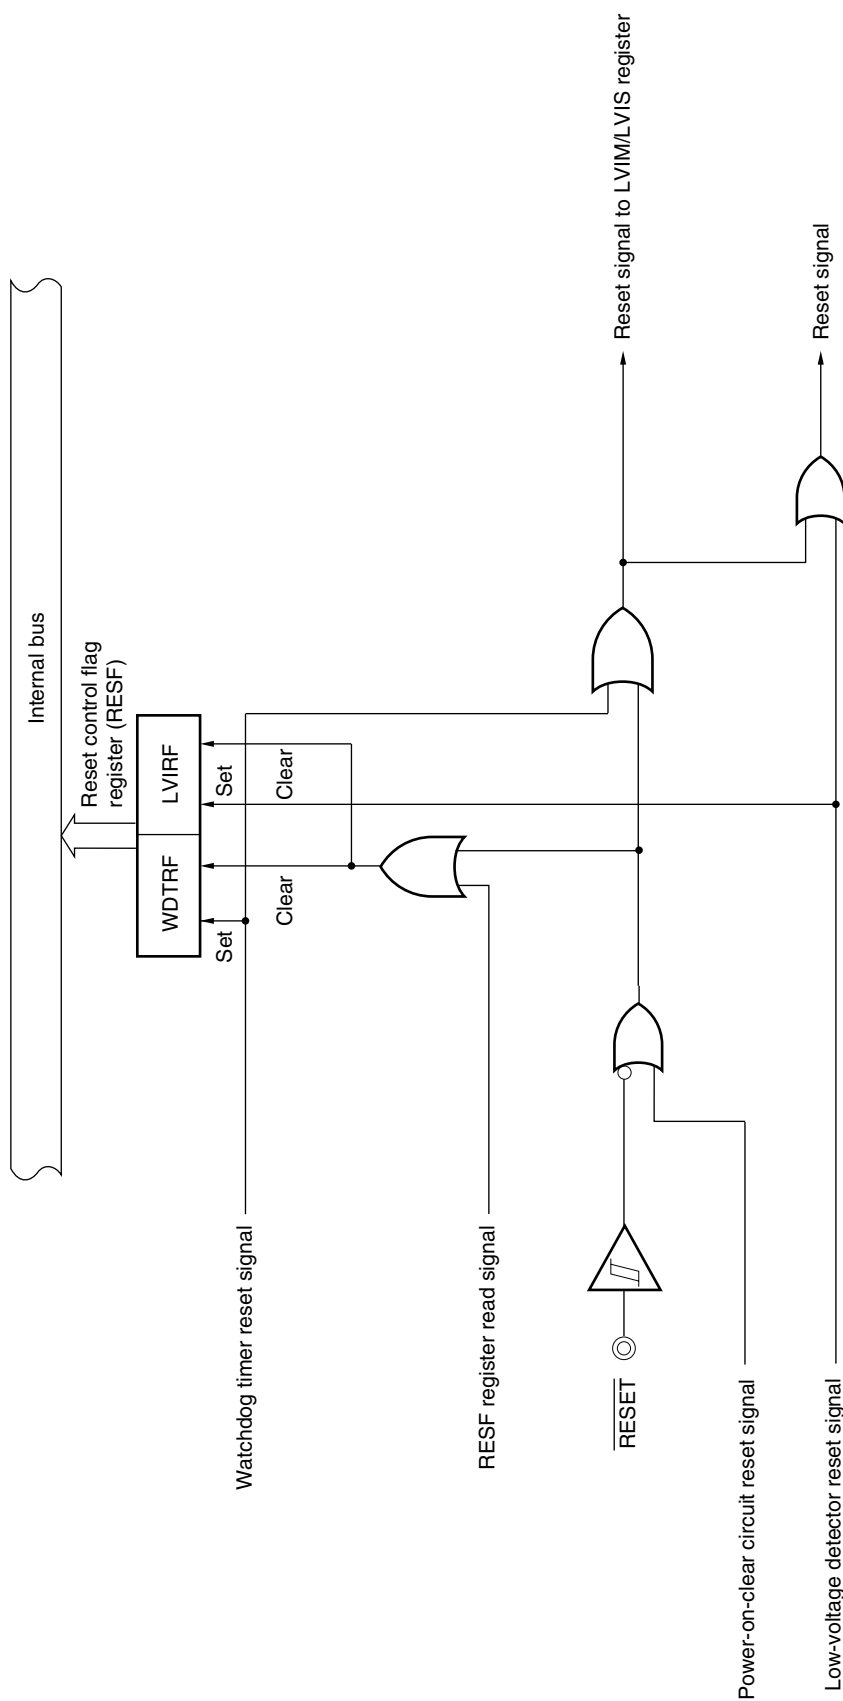 Internal bus
Reset control flag
register (RESF)
WDTRF
LVIRF
Set
Set
Clear
Clear
Watchdog timer reset signal
RESF register read signal
RESET
Power-on-clear circuit reset signal
Low-voltage detector reset signal
Reset signal to LVIM/LVIS register
Reset signal